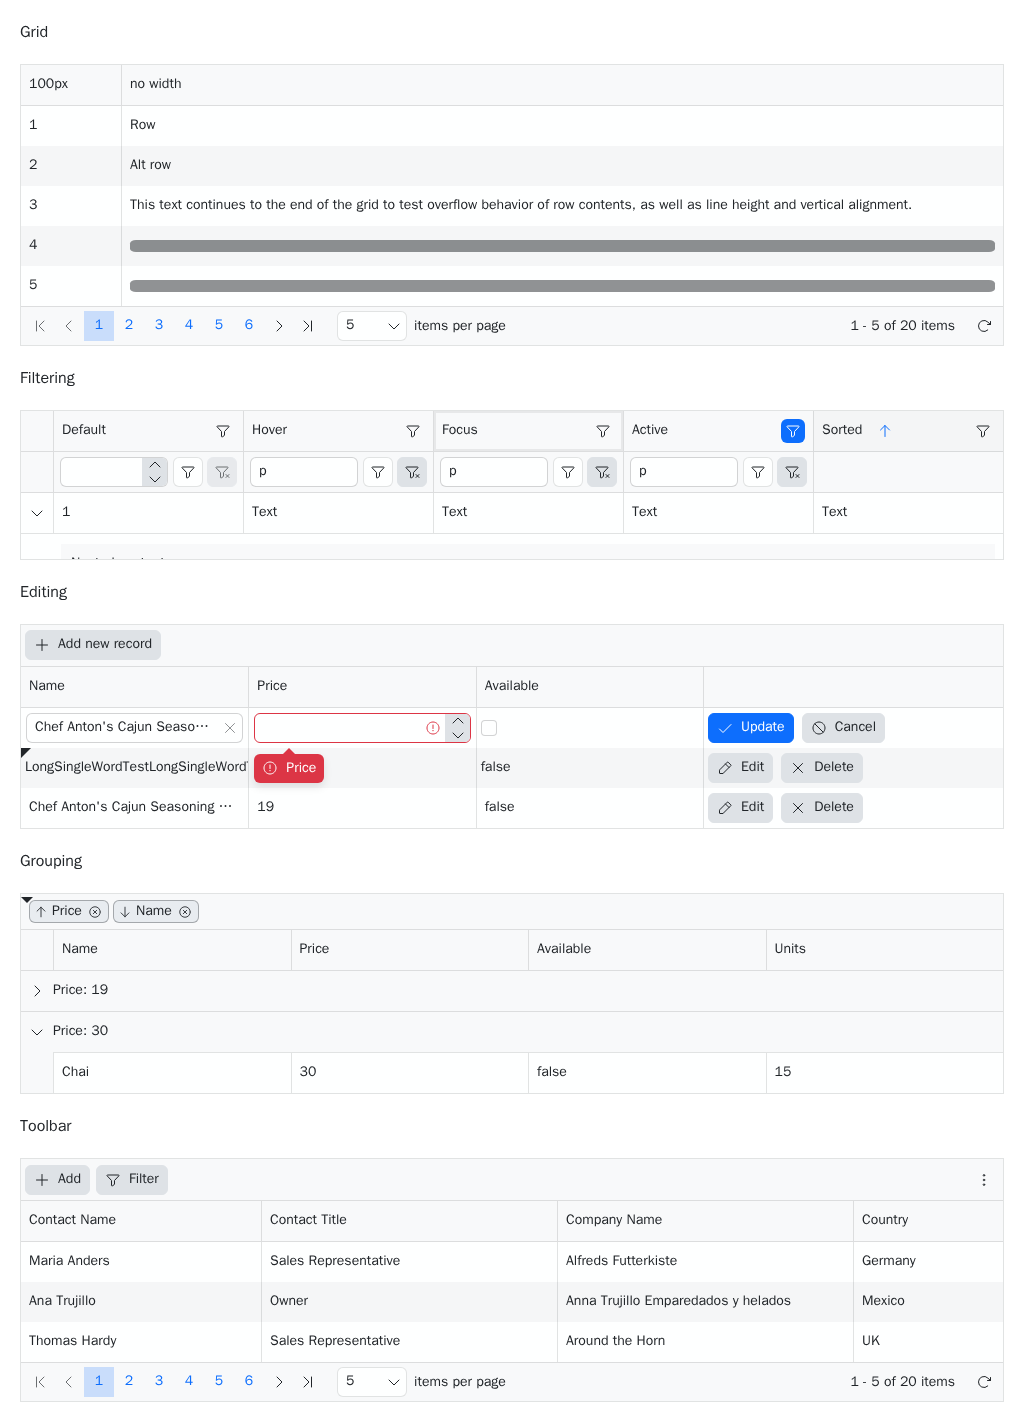 Grid
100px no width
1 Row
2 Alt row
3 This text continues to the end of the grid to test overflow behavior of row contents, as well as line height and vertical alignment.
4
5
1 2 3 4 5 6 5 items per page 1 - 5 of 20 items
Filtering
Default Hover Focus Active Sorted
p p p
1 Text Text Text Text
Editing
Add new record
Name Price Available
Chef Anton's Cajun Seaso··· Update Cancel
LongSingleWordTestLongSingleWord Price false Edit Delete
Chef Anton's Cajun Seasoning ··· 19 false Edit Delete
Grouping
Price Name
Name Price Available Units
Price: 19
Price: 30
Chai 30 false 15
Toolbar
Add Filter
Contact Name Contact Title Company Name Country
Maria Anders Sales Representative Alfreds Futterkiste Germany
Ana Trujillo Owner Anna Trujillo Emparedados y helados Mexico
Thomas Hardy Sales Representative Around the Horn UK
1 2 3 4 5 6 5 items per page 1 - 5 of 20 items